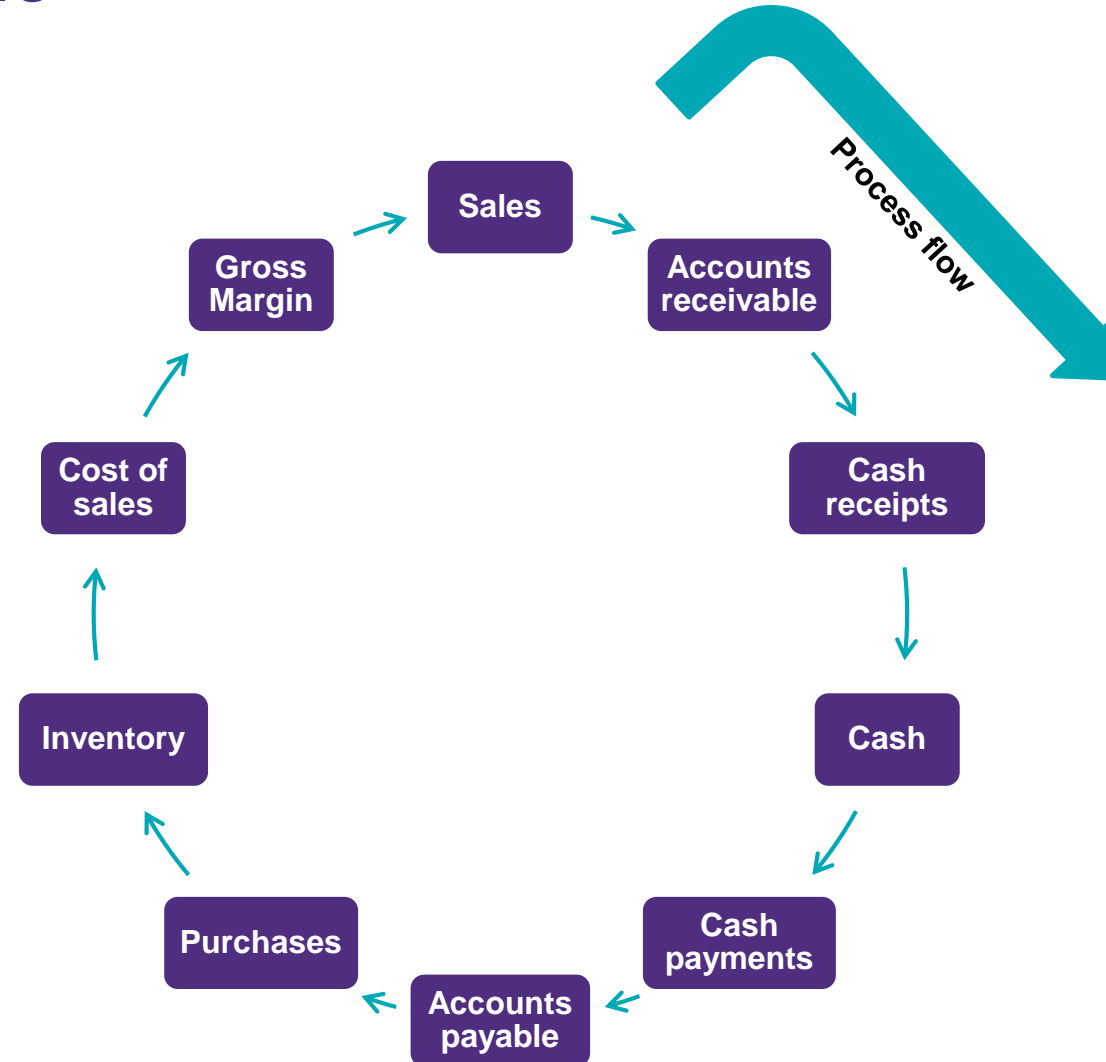 Process flow
Sales
Accounts
receivable
Cash
receipts
Cash
Cash
payments
Accounts
payable
Purchases
Inventory
Cost of
sales
Gross
Margin